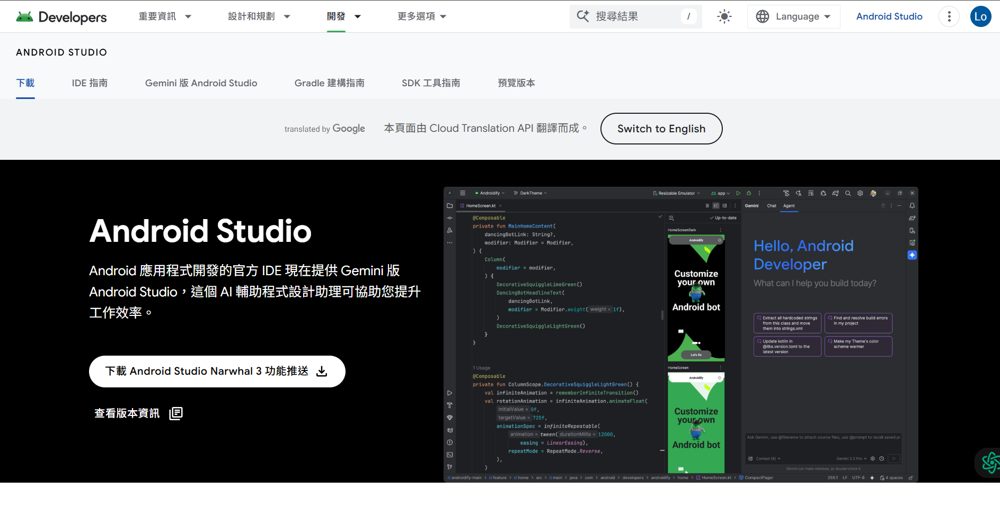 Developers
重要資訊
設計和規劃
開發
更多選項
搜尋結果
/
Language
Android Studio
Lo
ANDROID STUDIO
下載
IDE 指南
Gemini 版 Android Studio
Gradle 建構指南
SDK 工具指南
預覽版本
translated by Google
本頁面由 Cloud Translation API 翻譯而成。
Switch to English
Android Studio
Android 應用程式開發的官方 IDE 現在提供 Gemini 版
Android Studio，這個 AI 輔助程式設計助理可協助您提升
工作效率。
下載 Android Studio Narwhal 3 功能推送
查看版本資訊
Androidify
DarkTheme
Resizable Emulator
app
HomeScreen.kt
@Composable
private fun MainHomeContent(
dancingBotLink: String?,
modifier: Modifier = Modifier,
) {
Column(
modifier = modifier,
) {
DecorativeSquiggleLimeGreen()
DancingBotHeadlineText(
dancingBotLink,
modifier = Modifier.weight( weight = 1f),
)
DecorativeSquiggleLightGreen()
}
}
1 Usage
@Composable
private fun ColumnScope.DecorativeSquiggleLightGreen() {
val infiniteAnimation = rememberInfiniteTransition()
val rotationAnimation = infiniteAnimation.animateFloat(
initialValue = 0f,
targetValue = 720f,
animationSpec = infiniteRepeatable(
animation = tween( durationMillis = 12000,
easing = LinearEasing),
repeatMode = RepeatMode.Reverse,
),
)
Up-to-date
HomeScreenDark
Androidify
Customize
your own
Android bot
Let's Go
HomeScreen
Androidify
Customize
your own
Android bot
Gemini
Chat
Agent
Hello, Android
Developer
What can I help you build today?
Extract all hardcoded strings
from this class and move
them into strings.xml
Find and resolve build errors
in my project
Update kotlin in
@libs.version.toml to the
latest version
Make my Theme's color
scheme warmer
Ask Gemini, use @filename to attach source files, use @prompt to recall saved pr
Context (6)
Gemini 2.5 Pro
Gemini can make mistakes, so double-check it
androidify-main > feature > home > src > main > java > com > android > developers > androidify > home > HomeScreen.kt > CompactPager
255:1 LF UTF-8 4 spaces